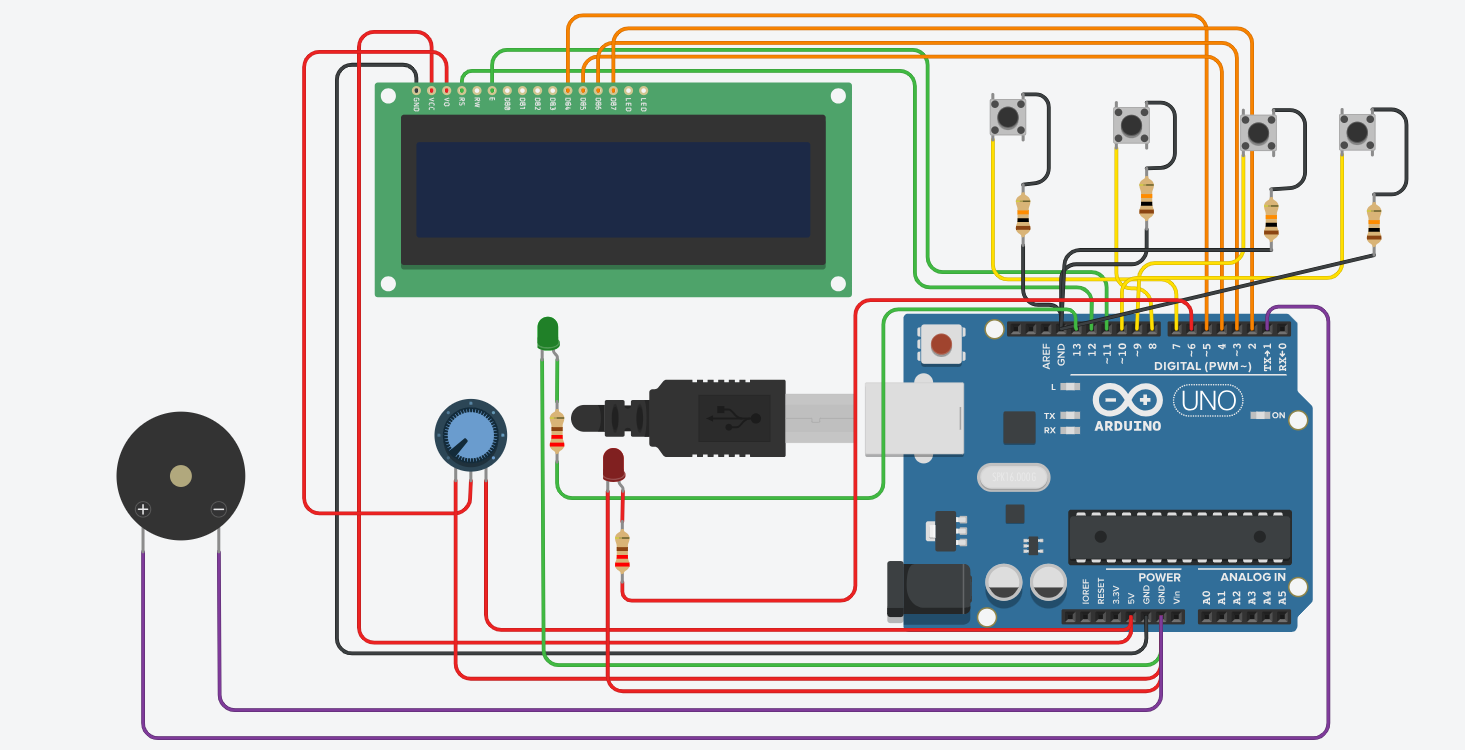 GND VCC VO RS RW E DB0 DB1 DB2 DB3 DB4 DB5 DB6 DB7 LED LED
AREF GND 13 12 ~11 ~10 ~9 8 7 ~6 ~5 4 ~3 2 TX→1 RX←0
DIGITAL (PWM~)
L
TX
RX
UNO
ON
ARDUINO
+ −
POWER ANALOG IN
IOREF RESET 3.3V 5V GND GND Vin A0 A1 A2 A3 A4 A5